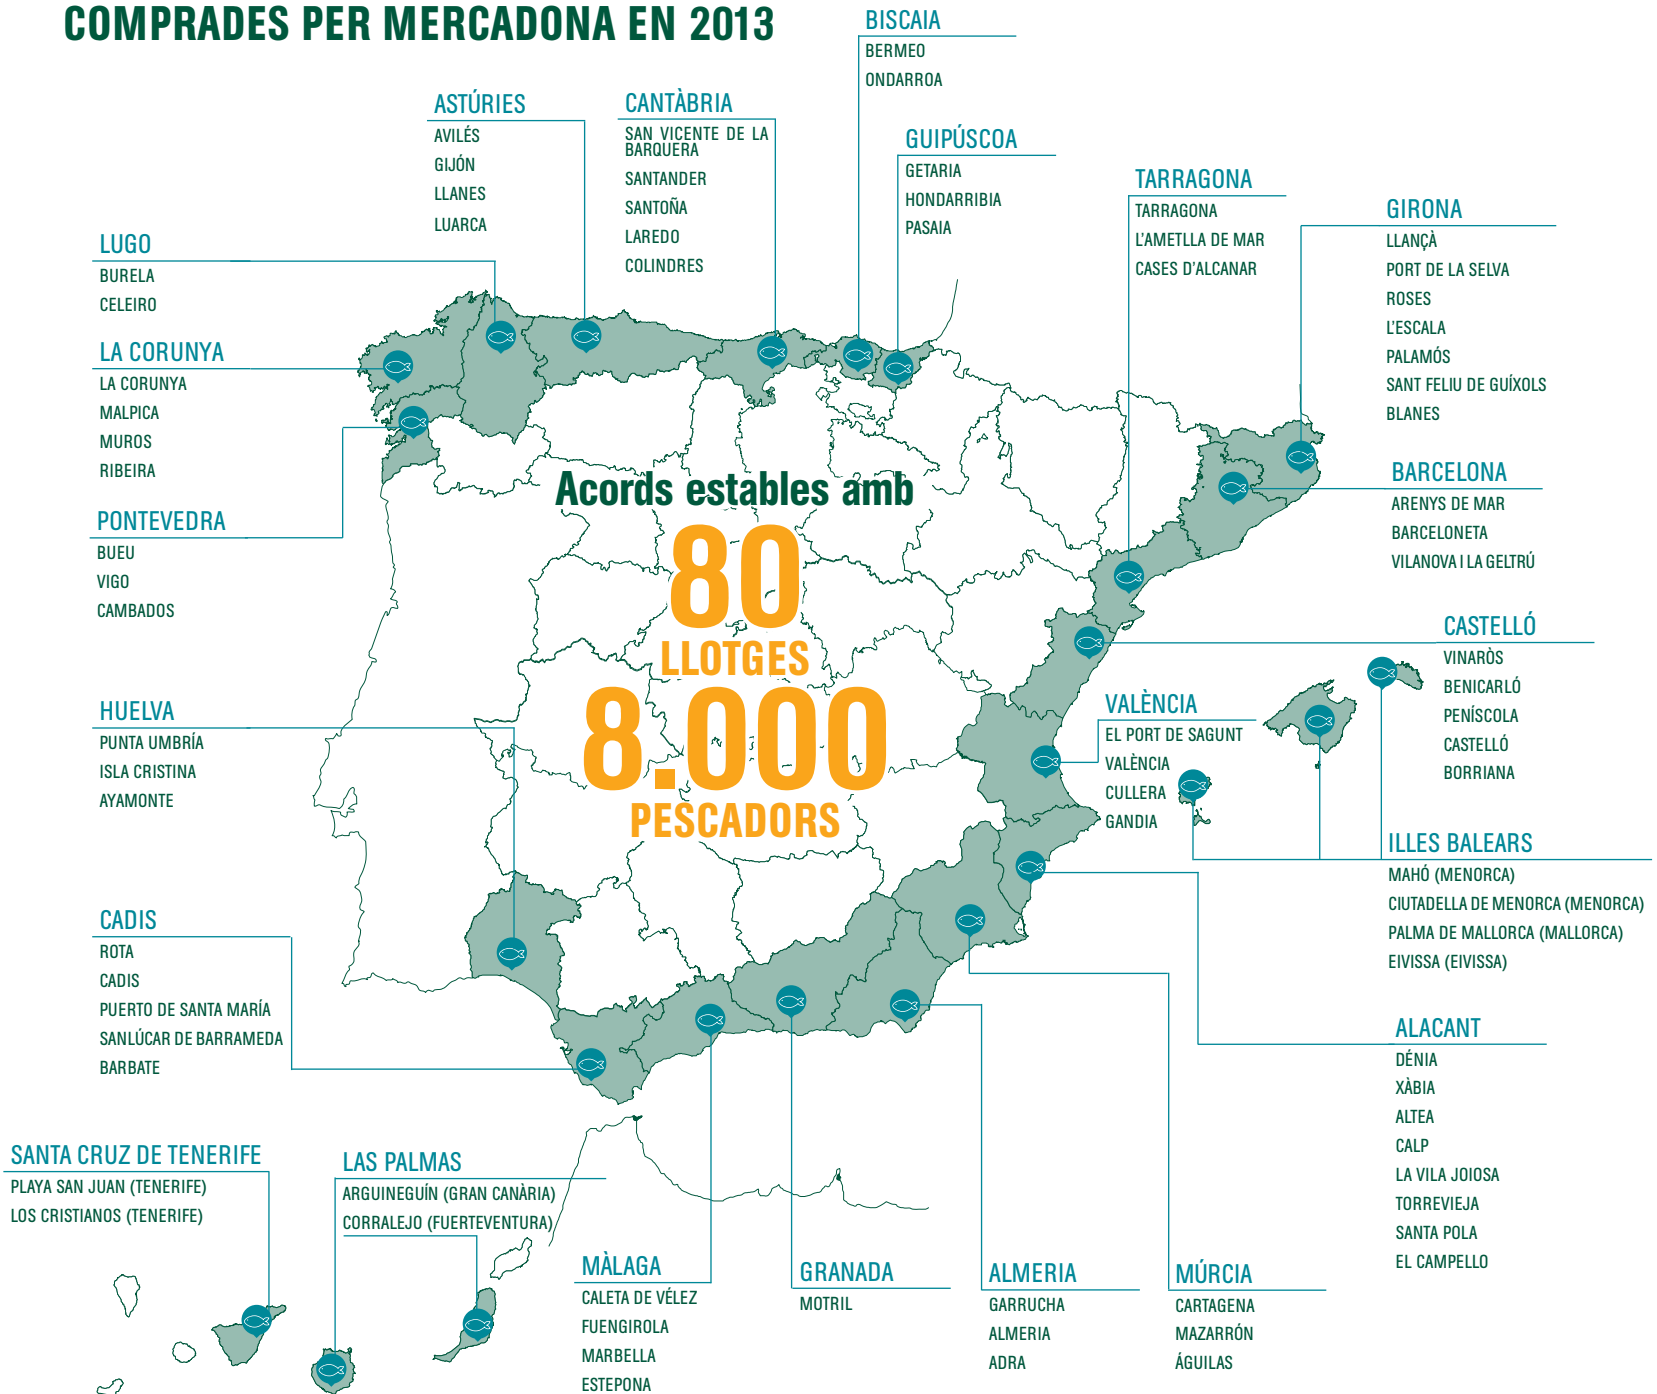 COMPRADES PER MERCADONA EN 2013
BISCAIA
BERMEO
ONDARROA
ASTÚRIES
AVILÉS
GIJÓN
LLANES
LUARCA
CANTÀBRIA
SAN VICENTE DE LA
BARQUERA
SANTANDER
SANTOÑA
LAREDO
COLINDRES
GUIPÚSCOA
GETARIA
HONDARRIBIA
PASAIA
TARRAGONA
TARRAGONA
L'AMETLLA DE MAR
CASES D'ALCANAR
GIRONA
LLANÇÀ
PORT DE LA SELVA
ROSES
L'ESCALA
PALAMÓS
SANT FELIU DE GUÍXOLS
BLANES
LUGO
BURELA
CELEIRO
LA CORUNYA
LA CORUNYA
MALPICA
MUROS
RIBEIRA
PONTEVEDRA
BUEU
VIGO
CAMBADOS
Acords estables amb
80
LLOTGES
8.000
PESCADORS
BARCELONA
ARENYS DE MAR
BARCELONETA
VILANOVA I LA GELTRÚ
CASTELLÓ
VINARÒS
BENICARLÓ
PENÍSCOLA
CASTELLÓ
BORRIANA
VALÈNCIA
EL PORT DE SAGUNT
VALÈNCIA
CULLERA
GANDIA
HUELVA
PUNTA UMBRÍA
ISLA CRISTINA
AYAMONTE
ILLES BALEARS
MAHÓ (MENORCA)
CIUTADELLA DE MENORCA (MENORCA)
PALMA DE MALLORCA (MALLORCA)
EIVISSA (EIVISSA)
CADIS
ROTA
CADIS
PUERTO DE SANTA MARÍA
SANLÚCAR DE BARRAMEDA
BARBATE
ALACANT
DÉNIA
XÀBIA
ALTEA
CALP
LA VILA JOIOSA
TORREVIEJA
SANTA POLA
EL CAMPELLO
SANTA CRUZ DE TENERIFE
PLAYA SAN JUAN (TENERIFE)
LOS CRISTIANOS (TENERIFE)
LAS PALMAS
ARGUINEGUÍN (GRAN CANÀRIA)
CORRALEJO (FUERTEVENTURA)
MÀLAGA
CALETA DE VÉLEZ
FUENGIROLA
MARBELLA
ESTEPONA
GRANADA
MOTRIL
ALMERIA
GARRUCHA
ALMERIA
ADRA
MÚRCIA
CARTAGENA
MAZARRÓN
ÁGUILAS